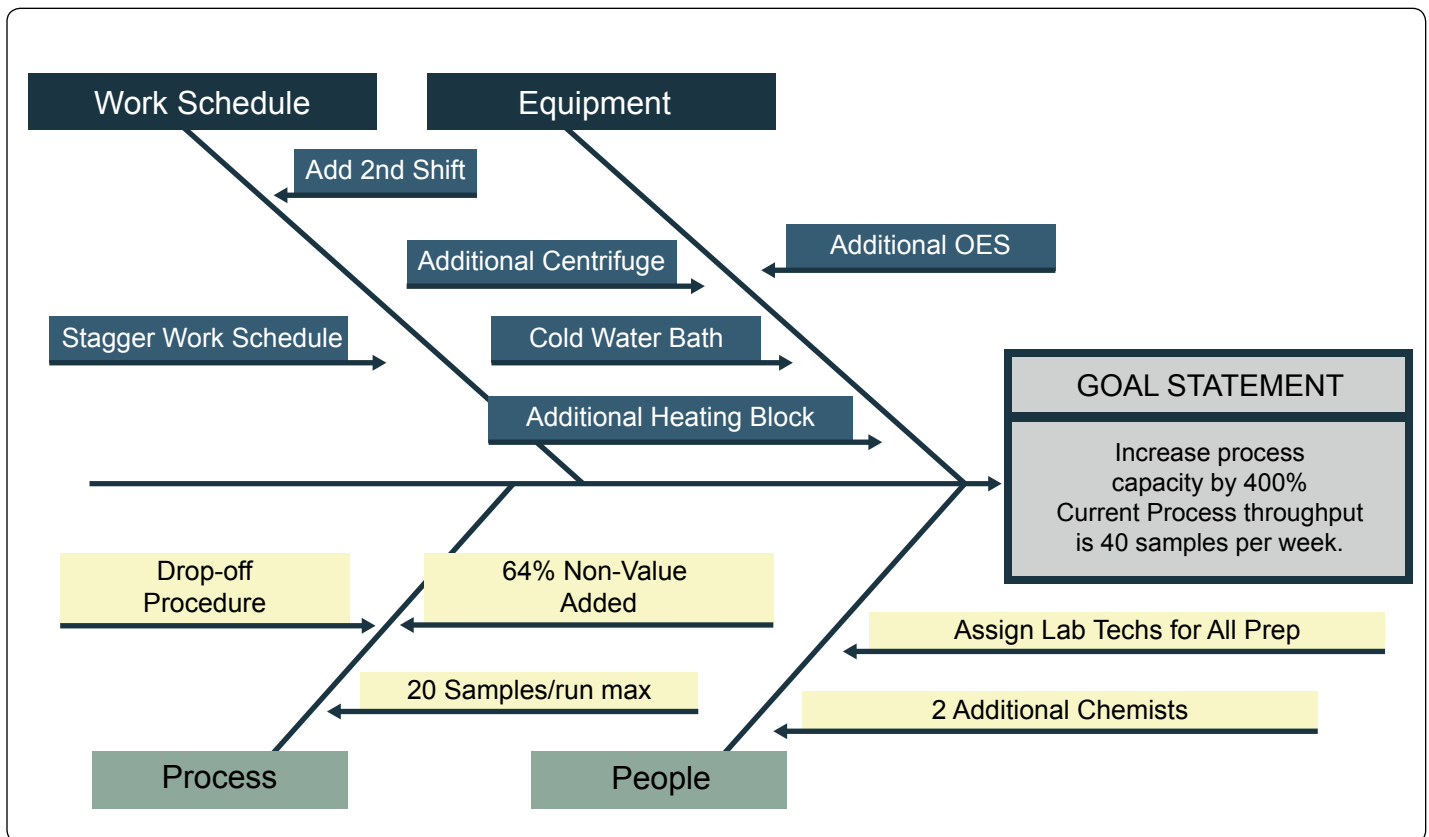 Work Schedule
Equipment
Add 2nd Shift
Additional OES
Additional Centrifuge
Stagger Work Schedule
Cold Water Bath
Additional Heating Block
GOAL STATEMENT
Increase process
capacity by 400%
Current Process throughput
is 40 samples per week.
Drop-off
Procedure
64% Non-Value
Added
Assign Lab Techs for All Prep
20 Samples/run max
2 Additional Chemists
Process
People